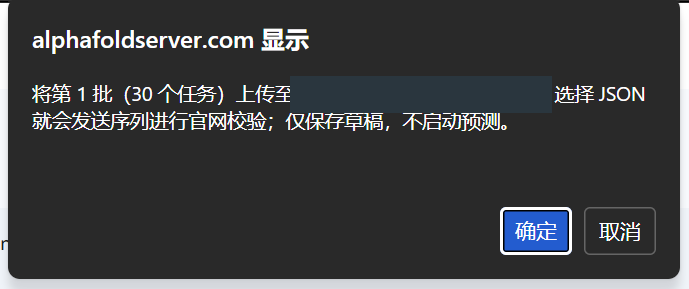 alphafoldserver.com 显示
将第 1 批（30 个任务）上传至 选择 JSON
就会发送序列进行官网校验；仅保存草稿，不启动预测。
确定
取消